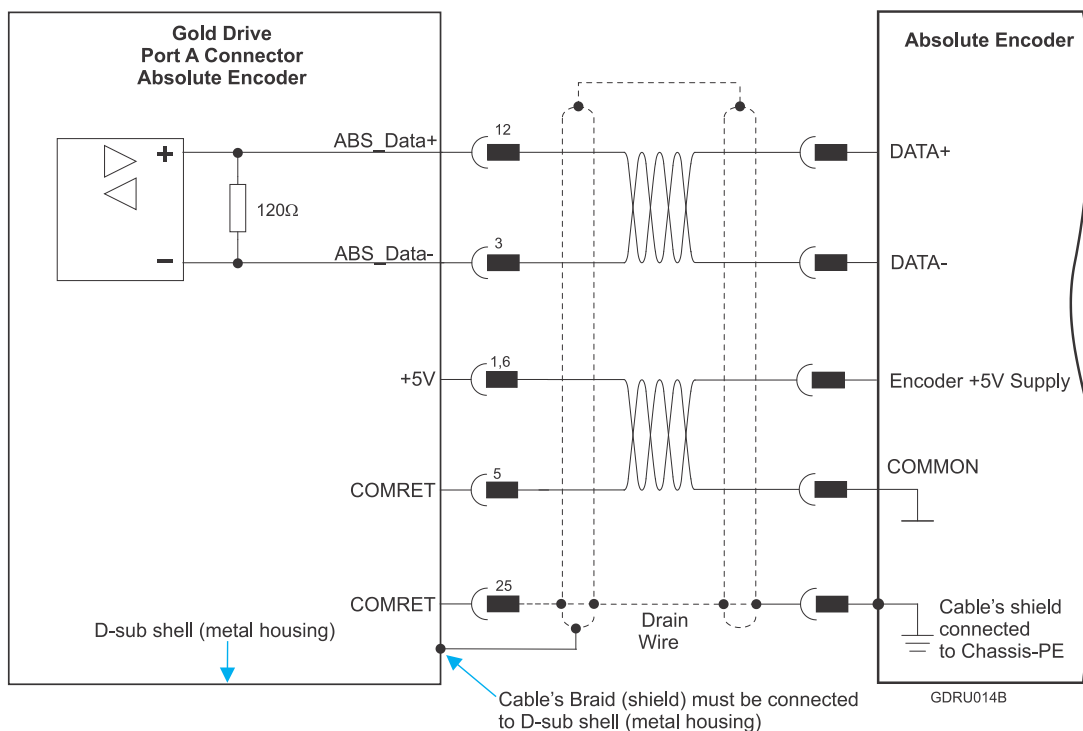 Gold Drive
Port A Connector
Absolute Encoder
Absolute Encoder
ABS_Data+
12
DATA+
+
120Ω
-
ABS_Data-
3
DATA-
+5V
1,6
Encoder +5V Supply
COMRET
5
COMMON
COMRET
25
Drain
Wire
Cable's shield
connected
to Chassis-PE
D-sub shell (metal housing)
Cable's Braid (shield) must be connected
to D-sub shell (metal housing)
GDRU014B